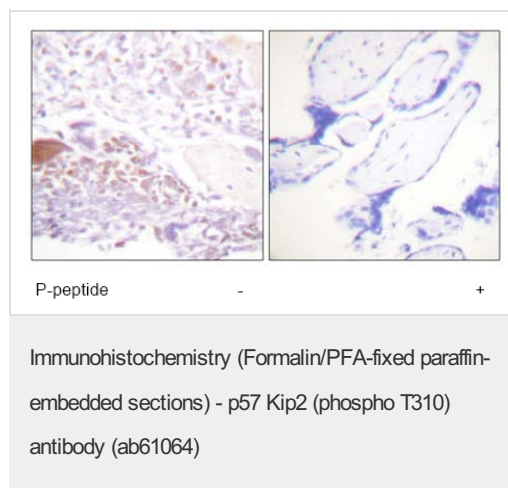 P-peptide - +
Immunohistochemistry (Formalin/PFA-fixed paraffin-
embedded sections) - p57 Kip2 (phospho T310)
antibody (ab61064)